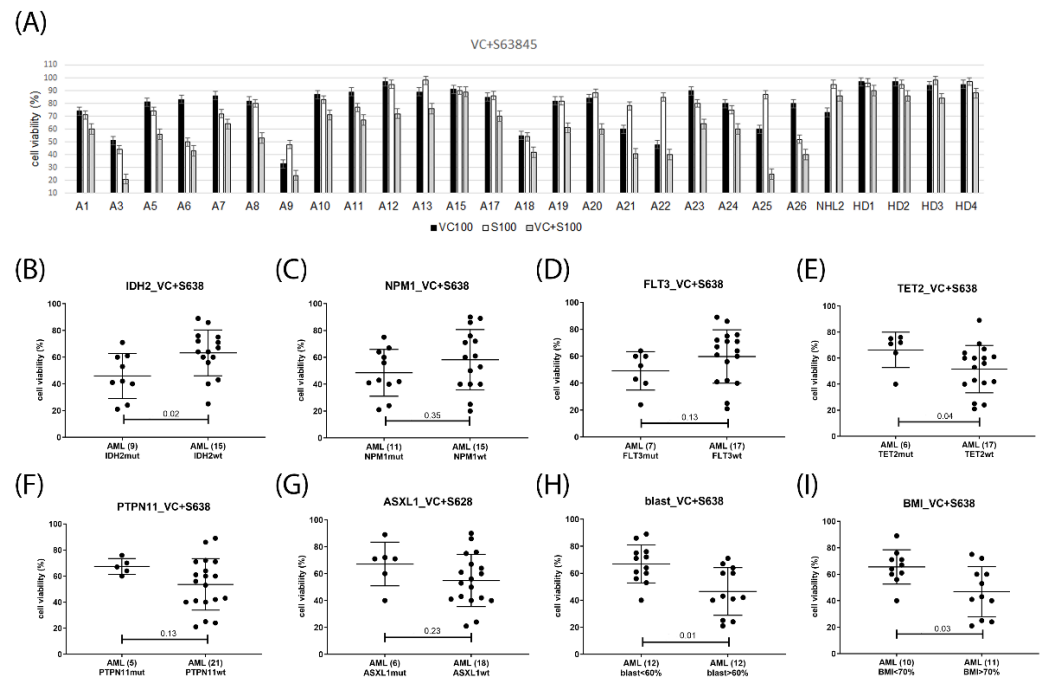 (A)
VC+S63845
cell viability (%)
110
100
90
80
70
60
50
40
30
20
10
A1 A3 A5 A6 A7 A8 A9 A10 A11 A12 A13 A15 A17 A18 A19 A20 A21 A22 A23 A24 A25 A26 NHL2 HD1 HD2 HD3 HD4
VC100 S100 VC+S100
(B)
IDH2_VC+S638
cell viability (%)
100
80
60
40
20
0
0.02
AML (9) AML (15)
IDH2mut IDH2wt
(C)
NPM1_VC+S638
cell viability (%)
100
80
60
40
20
0
0.35
AML (11) AML (15)
NPM1mut NPM1wt
(D)
FLT3_VC+S638
cell viability (%)
100
80
60
40
20
0
0.13
AML (7) AML (17)
FLT3mut FLT3wt
(E)
TET2_VC+S638
cell viability (%)
100
80
60
40
20
0
0.04
AML (6) AML (17)
TET2mut TET2wt
(F)
PTPN11_VC+S638
cell viability (%)
100
80
60
40
20
0
0.13
AML (5) AML (21)
PTPN11mut PTPN11wt
(G)
ASXL1_VC+S628
cell viability (%)
100
80
60
40
20
0
0.23
AML (6) AML (18)
ASXL1mut ASXL1wt
(H)
blast_VC+S638
cell viability (%)
100
80
60
40
20
0
0.01
AML (12) AML (12)
blast<60% blast>60%
(I)
BMI_VC+S638
cell viability (%)
100
80
60
40
20
0
0.03
AML (10) AML (11)
BMI<70% BMI>70%